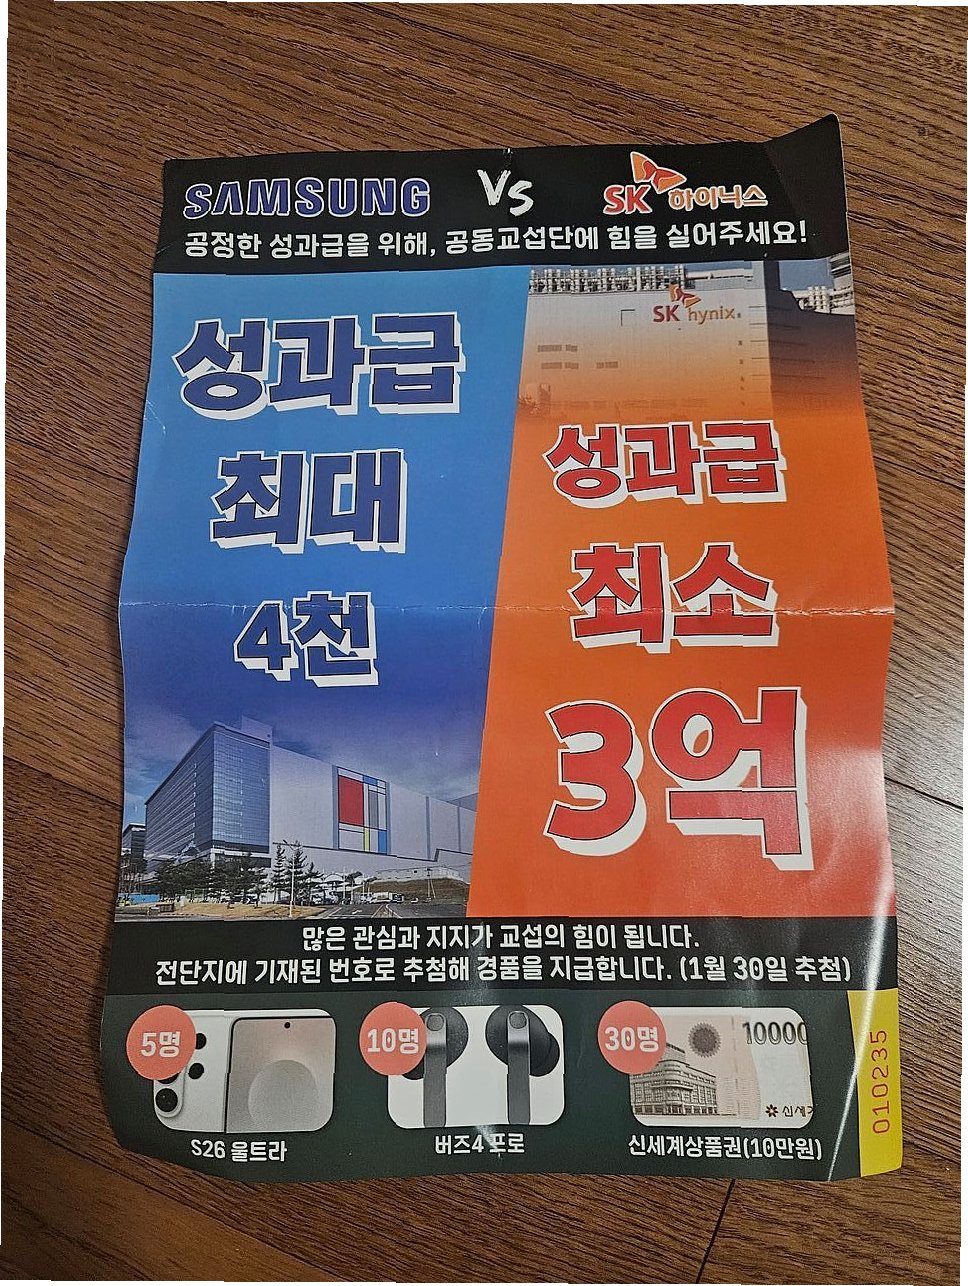 SAMSUNG VS SK 하이닉스
공정한 성과급을 위해, 공동교섭단에 힘을 실어주세요!
성과급
최대
4천
SK hynix
성과급
최소
3억
많은 관심과 지지가 교섭의 힘이 됩니다.
전단지에 기재된 번호로 추첨해 경품을 지급합니다. (1월 30일 추첨)
5명
S26 울트라
10명
버즈4 프로
30명
10000
신세계상품권(10만원)
010235